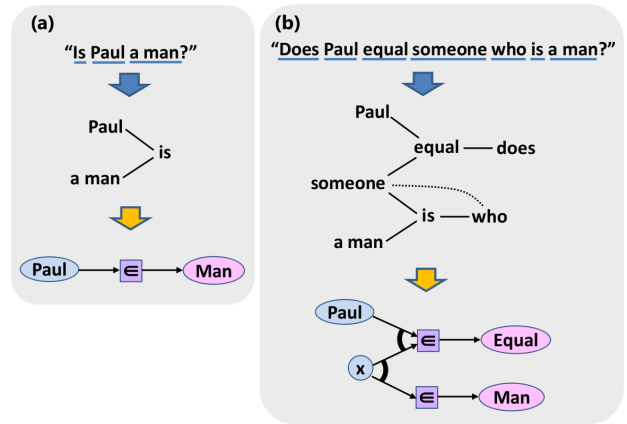 (a)
“Is Paul a man?”
Paul
is
a man
Paul
∈
Man
(b)
“Does Paul equal someone who is a man?”
Paul
equal
does
someone
is
who
a man
Paul
∈
Equal
x
∈
Man